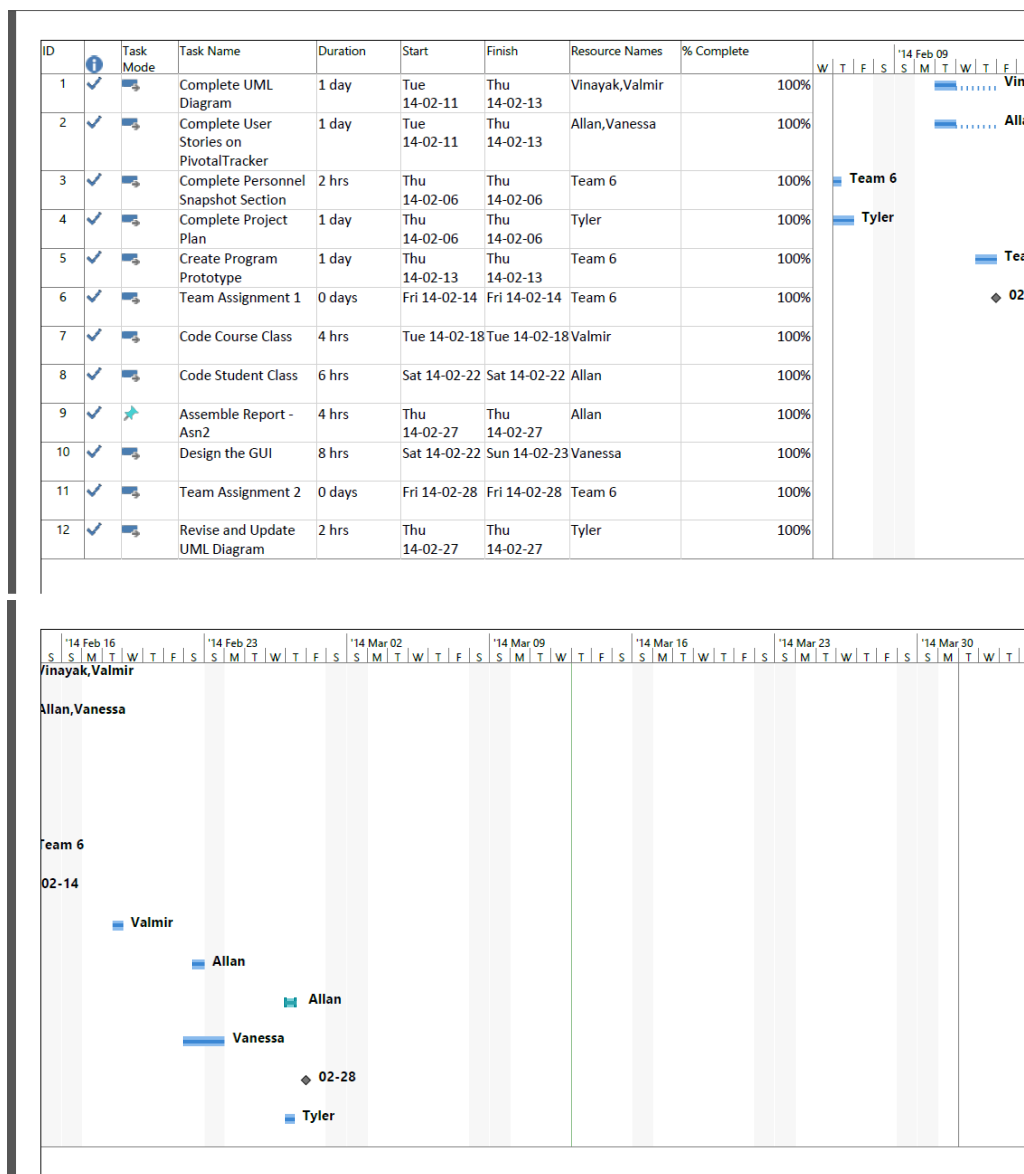 ID Task Mode Task Name Duration Start Finish Resource Names % Complete
'14 Feb 09
W T F S S M T W T F
1 Complete UML Diagram 1 day Tue 14-02-11 Thu 14-02-13 Vinayak,Valmir 100% Vin
2 Complete User Stories on PivotalTracker 1 day Tue 14-02-11 Thu 14-02-13 Allan,Vanessa 100% Alla
3 Complete Personnel Snapshot Section 2 hrs Thu 14-02-06 Thu 14-02-06 Team 6 100% Team 6
4 Complete Project Plan 1 day Thu 14-02-06 Thu 14-02-06 Tyler 100% Tyler
5 Create Program Prototype 1 day Thu 14-02-13 Thu 14-02-13 Team 6 100% Tea
6 Team Assignment 1 0 days Fri 14-02-14 Fri 14-02-14 Team 6 100% 02
7 Code Course Class 4 hrs Tue 14-02-18 Tue 14-02-18 Valmir 100%
8 Code Student Class 6 hrs Sat 14-02-22 Sat 14-02-22 Allan 100%
9 Assemble Report - Asn2 4 hrs Thu 14-02-27 Thu 14-02-27 Allan 100%
10 Design the GUI 8 hrs Sat 14-02-22 Sun 14-02-23 Vanessa 100%
11 Team Assignment 2 0 days Fri 14-02-28 Fri 14-02-28 Team 6 100%
12 Revise and Update UML Diagram 2 hrs Thu 14-02-27 Thu 14-02-27 Tyler 100%
'14 Feb 16 '14 Feb 23 '14 Mar 02 '14 Mar 09 '14 Mar 16 '14 Mar 23 '14 Mar 30
S S M T W T F S S M T W T F S S M T W T F S S M T W T F S S M T W T F S S M T W T F S S M T W T
Vinayak,Valmir
Allan,Vanessa
Team 6
02-14
Valmir
Allan
Allan
Vanessa
02-28
Tyler